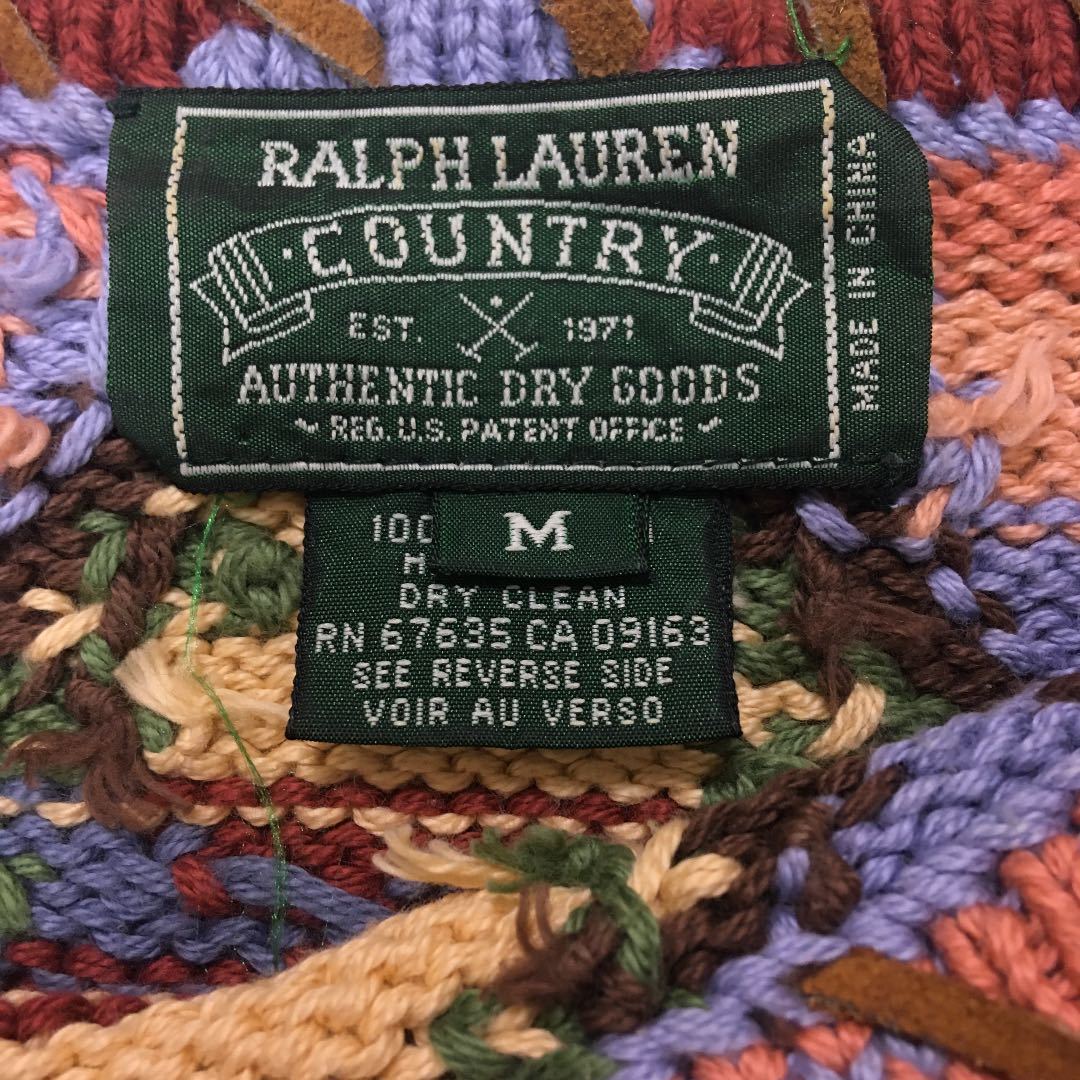 RALPH LAUREN
·COUNTRY·
EST. 1971
AUTHENTIC DRY GOODS
REG. U.S. PATENT OFFICE
MADE IN CHINA
M
DRY CLEAN
RN 67635 CA 09163
SEE REVERSE SIDE
VOIR AU VERSO